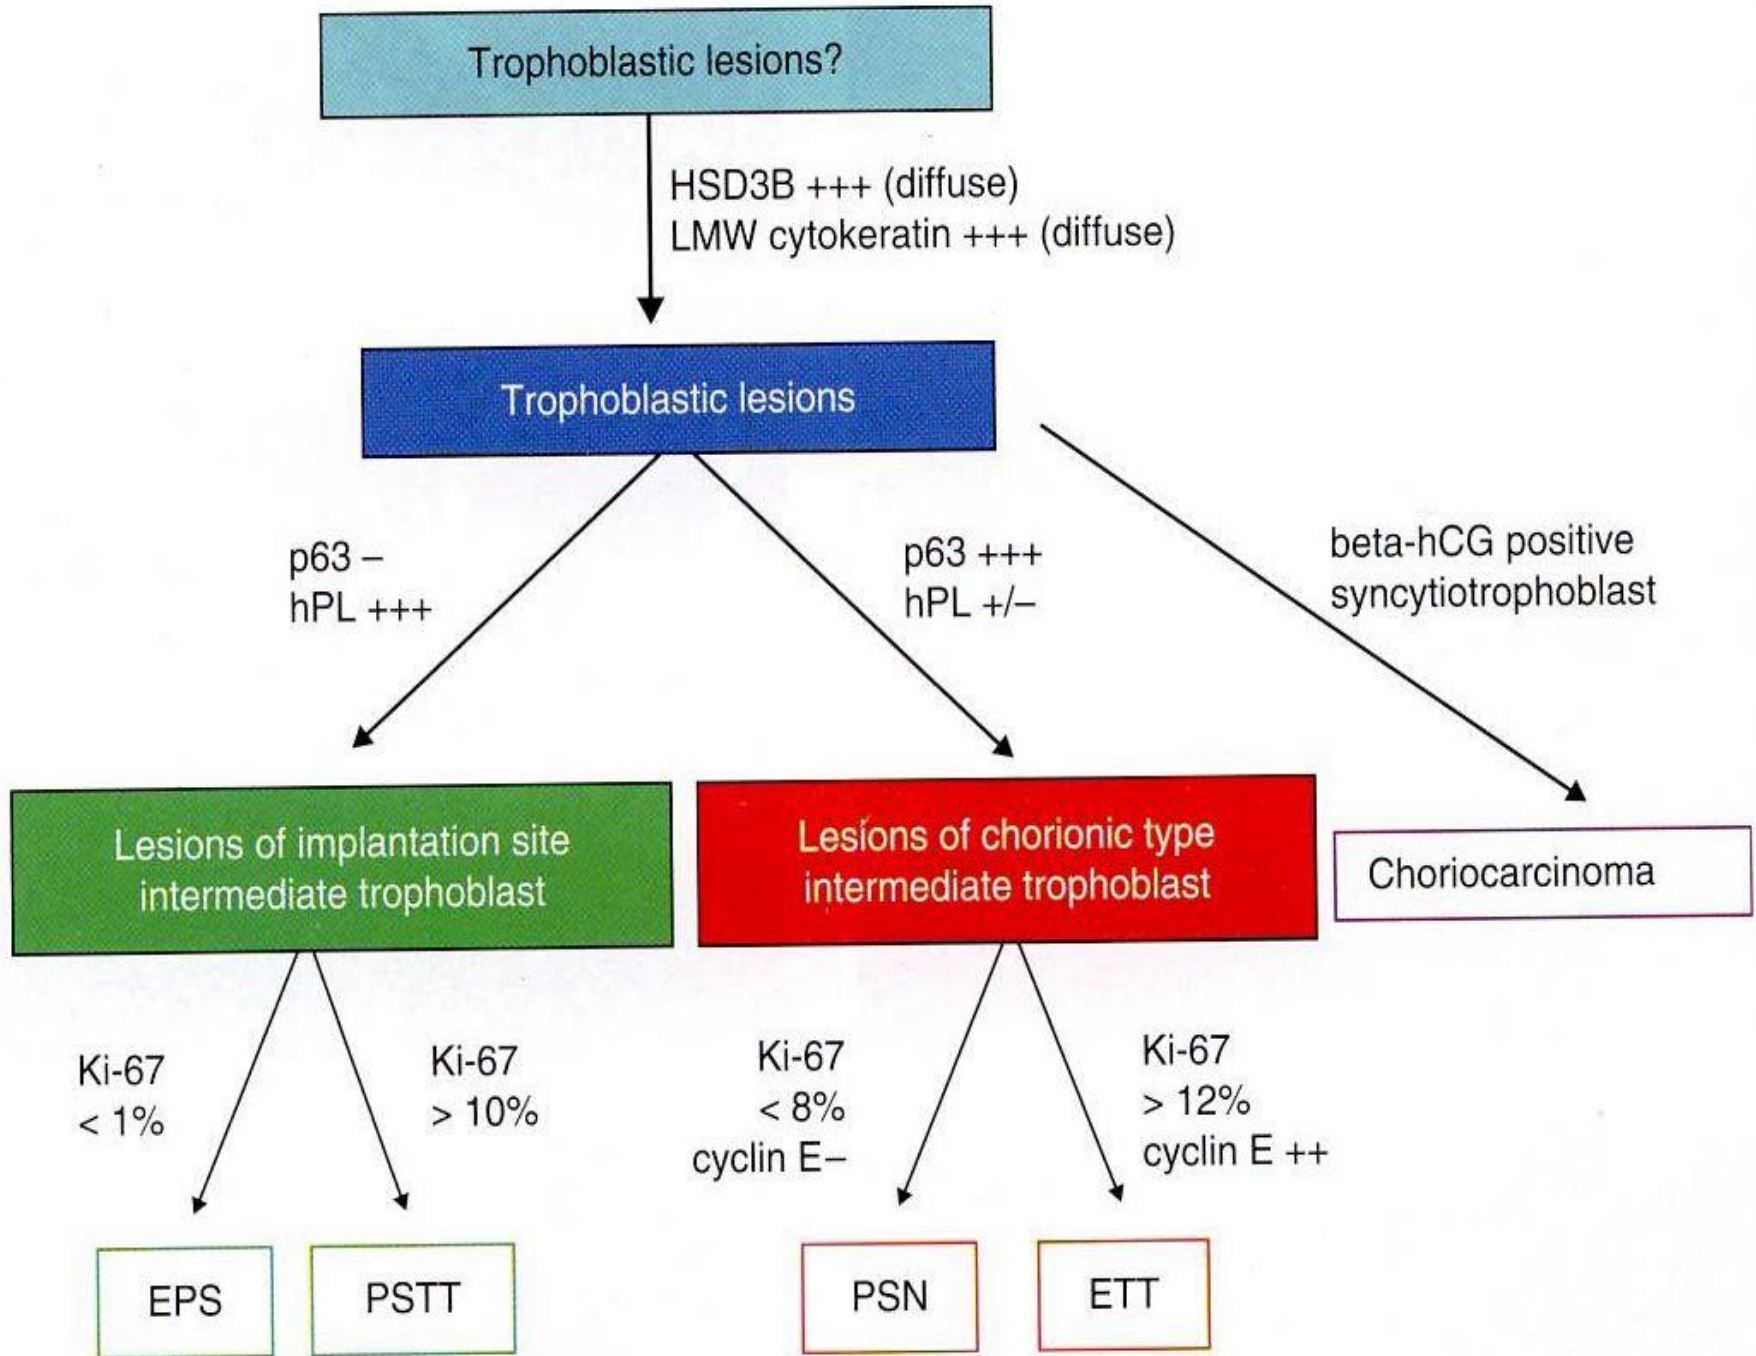 Trophoblastic lesions?
HSD3B +++ (diffuse)
LMW cytokeratin +++ (diffuse)
Trophoblastic lesions
p63 –
hPL +++
p63 +++
hPL +/–
beta-hCG positive
syncytiotrophoblast
Lesions of implantation site
intermediate trophoblast
Lesions of chorionic type
intermediate trophoblast
Choriocarcinoma
Ki-67
< 1%
Ki-67
> 10%
Ki-67
< 8%
cyclin E–
Ki-67
> 12%
cyclin E ++
EPS
PSTT
PSN
ETT